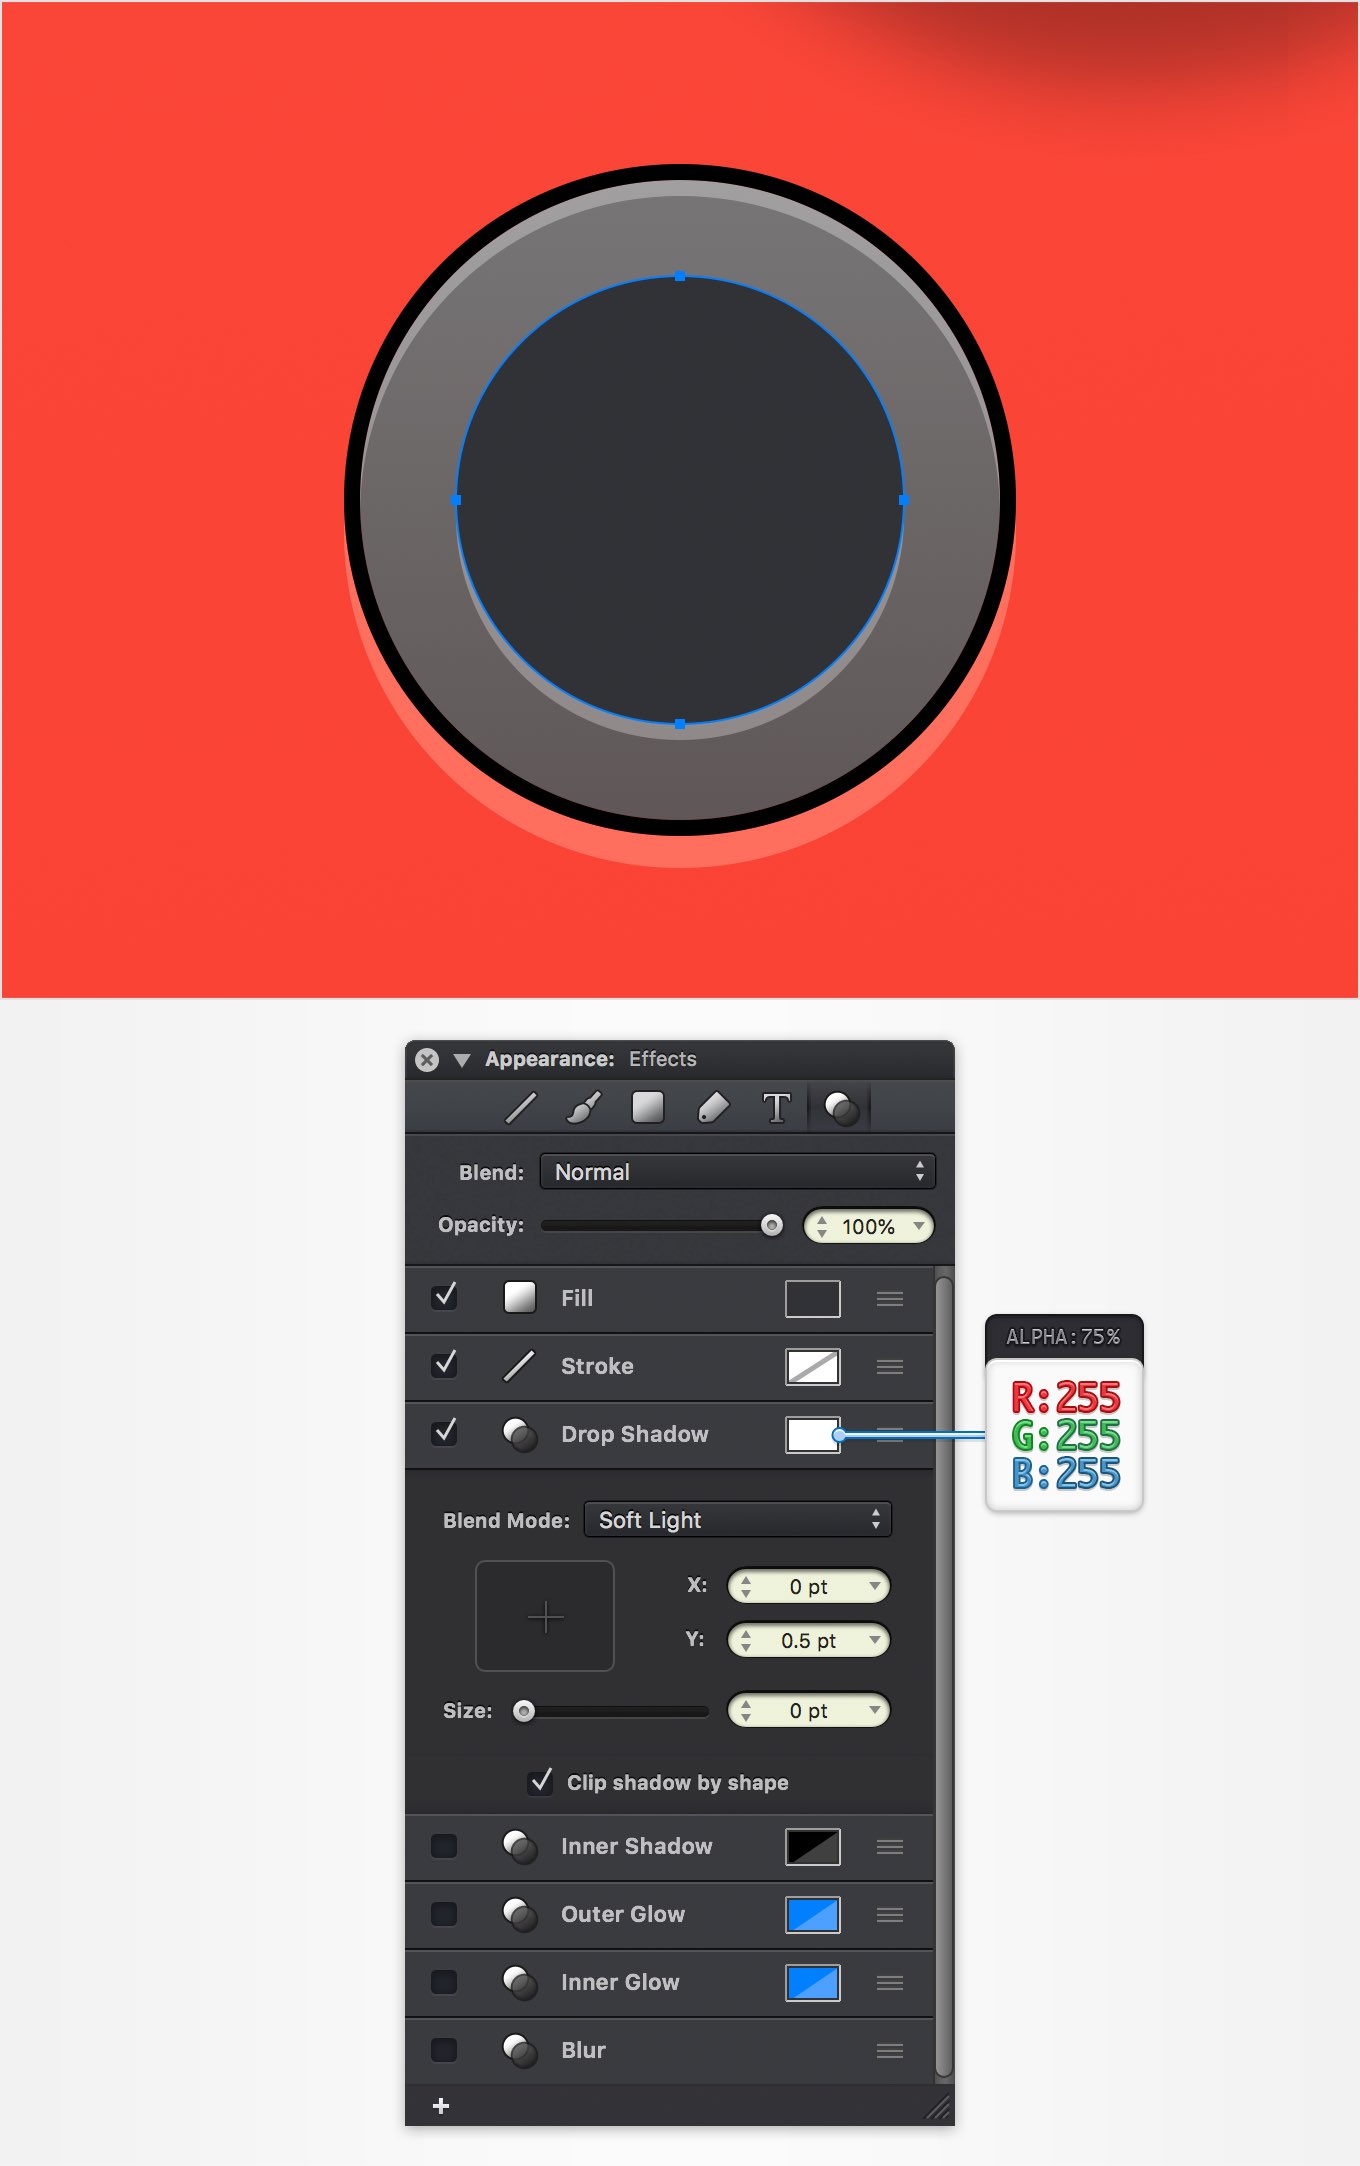 Appearance: Effects
T
Blend: Normal
Opacity: 100%
Fill
Stroke
Drop Shadow
ALPHA:75%
R:255
G:255
B:255
Blend Mode: Soft Light
X: 0 pt
Y: 0.5 pt
Size: 0 pt
Clip shadow by shape
Inner Shadow
Outer Glow
Inner Glow
Blur
+